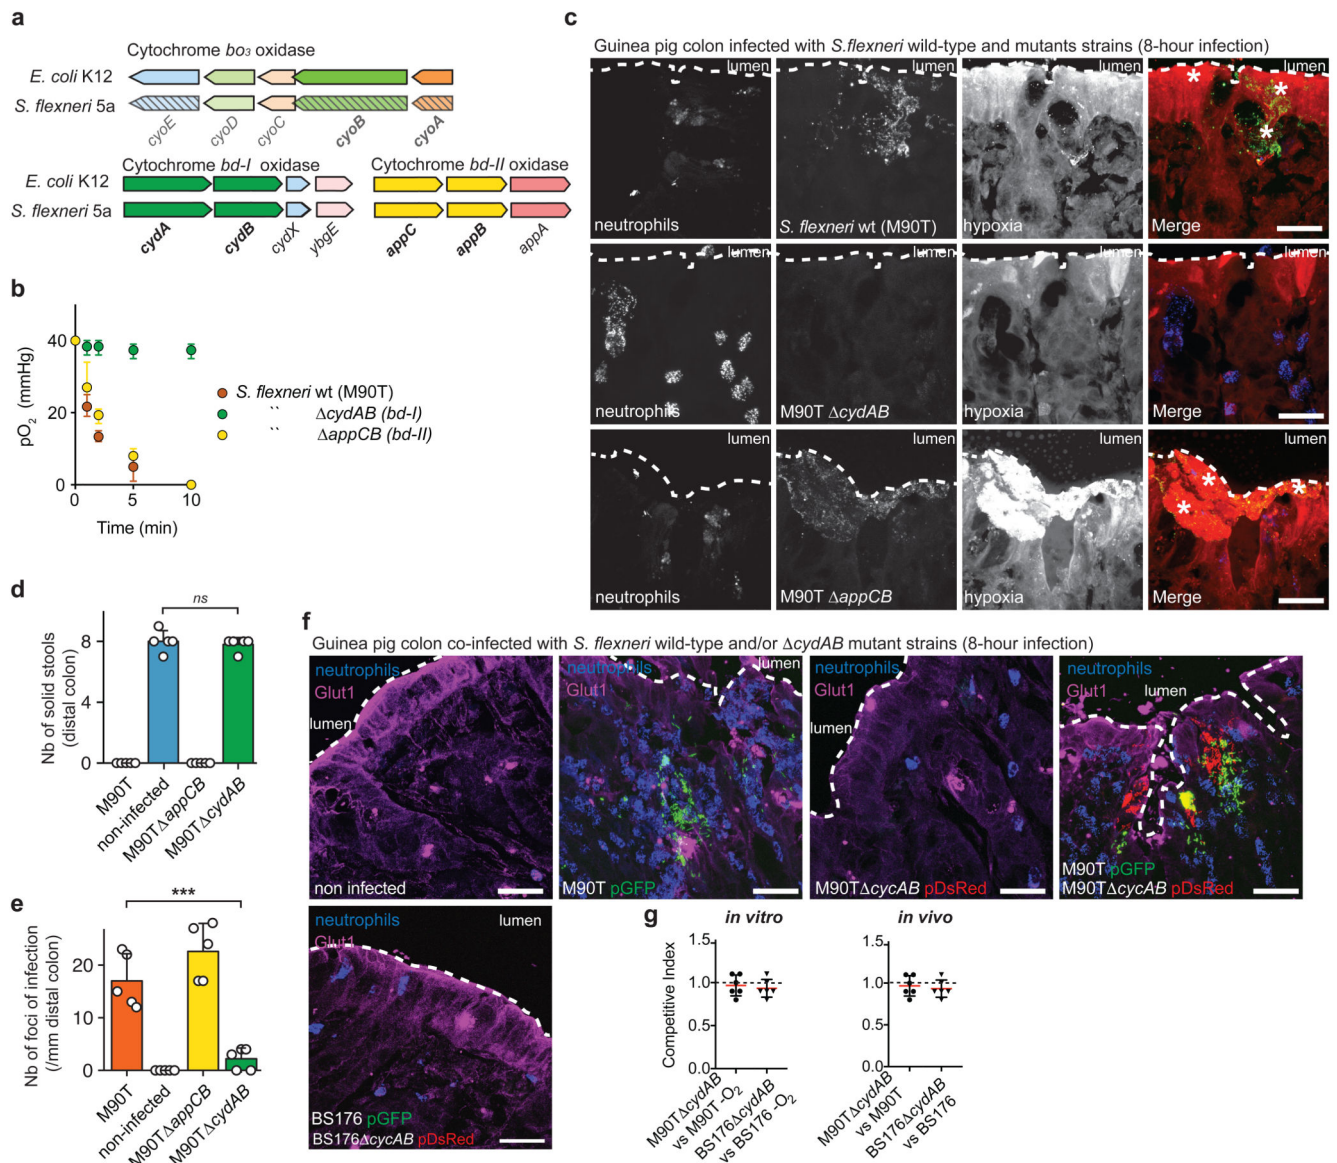 a
Cytochrome bo3 oxidase
E. coli K12
S. flexneri 5a
cyoE
cyoD
cyoC
cyoB
cyoA
Cytochrome bd-I oxidase
Cytochrome bd-II oxidase
E. coli K12
S. flexneri 5a
cydA
cydB
cydX
ybgE
appC
appB
appA
b
pO2 (mmHg)
40
20
0
0
5
10
Time (min)
S. flexneri wt (M90T)
`` ΔcydAB (bd-I)
`` ΔappCB (bd-II)
c
Guinea pig colon infected with S.flexneri wild-type and mutants strains (8-hour infection)
lumen
lumen
lumen
lumen
neutrophils
S. flexneri wt (M90T)
hypoxia
Merge
* * *
lumen
lumen
lumen
lumen
neutrophils
M90T ΔcydAB
hypoxia
Merge
lumen
lumen
lumen
lumen
* * *
neutrophils
M90T ΔappCB
hypoxia
Merge
d
Nb of solid stools
(distal colon)
8
4
0
ns
M90T
non-infected
M90TΔappCB
M90TΔcydAB
e
Nb of foci of infection
(/mm distal colon)
20
10
0
***
M90T
non-infected
M90TΔappCB
M90TΔcydAB
f
Guinea pig colon co-infected with S. flexneri wild-type and/or ΔcydAB mutant strains (8-hour infection)
neutrophils
Glut1
lumen
non infected
neutrophils
Glut1
lumen
M90T pGFP
neutrophils
Glut1
lumen
M90TΔcycAB pDsRed
neutrophils
Glut1
lumen
M90T pGFP
M90TΔcycAB pDsRed
neutrophils
Glut1
lumen
BS176 pGFP
BS176ΔcycAB pDsRed
g
in vitro
Competitive Index
1.5
1.0
0.5
0.0
M90TΔcydAB
vs M90T -O2
BS176ΔcydAB
vs BS176 -O2
in vivo
1.5
1.0
0.5
0.0
M90TΔcydAB
vs M90T
BS176ΔcydAB
vs BS176